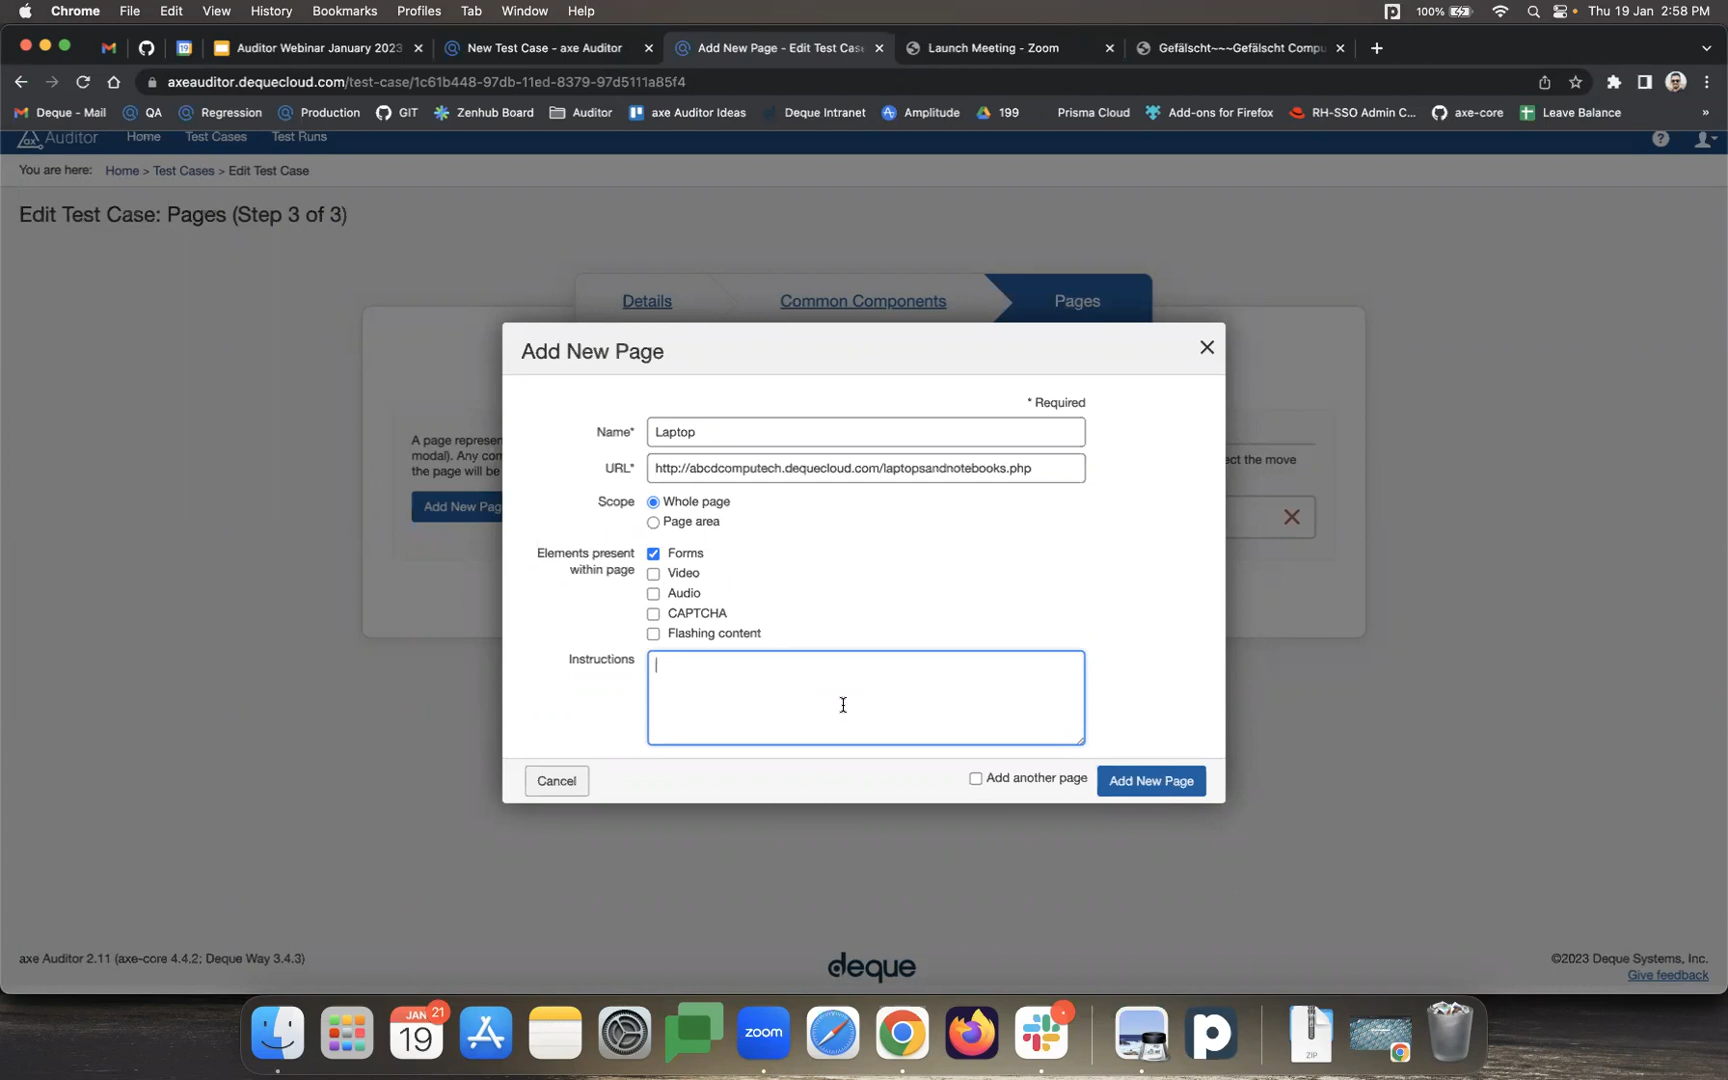 Chrome File Edit View History Bookmarks Profiles Tab Window Help 100% Thu 19 Jan 2:58 PM
Auditor Webinar January 2023 New Test Case - axe Auditor Add New Page - Edit Test Case Launch Meeting - Zoom Gefälscht~~~Gefälscht Compu
axeauditor.dequecloud.com/test-case/1c61b448-97db-11ed-8379-97d5111a85f4
Deque - Mail QA Regression Production GIT Zenhub Board Auditor axe Auditor Ideas Deque Intranet Amplitude 199 Prisma Cloud Add-ons for Firefox RH-SSO Admin C... axe-core Leave Balance »
Auditor Home Test Cases Test Runs
You are here: Home > Test Cases > Edit Test Case
Edit Test Case: Pages (Step 3 of 3)
Details Common Components Pages
Add New Page
* Required
Name* Laptop
URL* http://abcdcomputech.dequecloud.com/laptopsandnotebooks.php
Scope Whole page
Page area
Elements present within page
Forms
Video
Audio
CAPTCHA
Flashing content
Instructions
Cancel Add another page Add New Page
A page represen
modal). Any com
the page will be
Add New Pag
ect the move
axe Auditor 2.11 (axe-core 4.4.2; Deque Way 3.4.3)
deque
©2023 Deque Systems, Inc.
Give feedback
JAN 21
19
zoom
ZIP